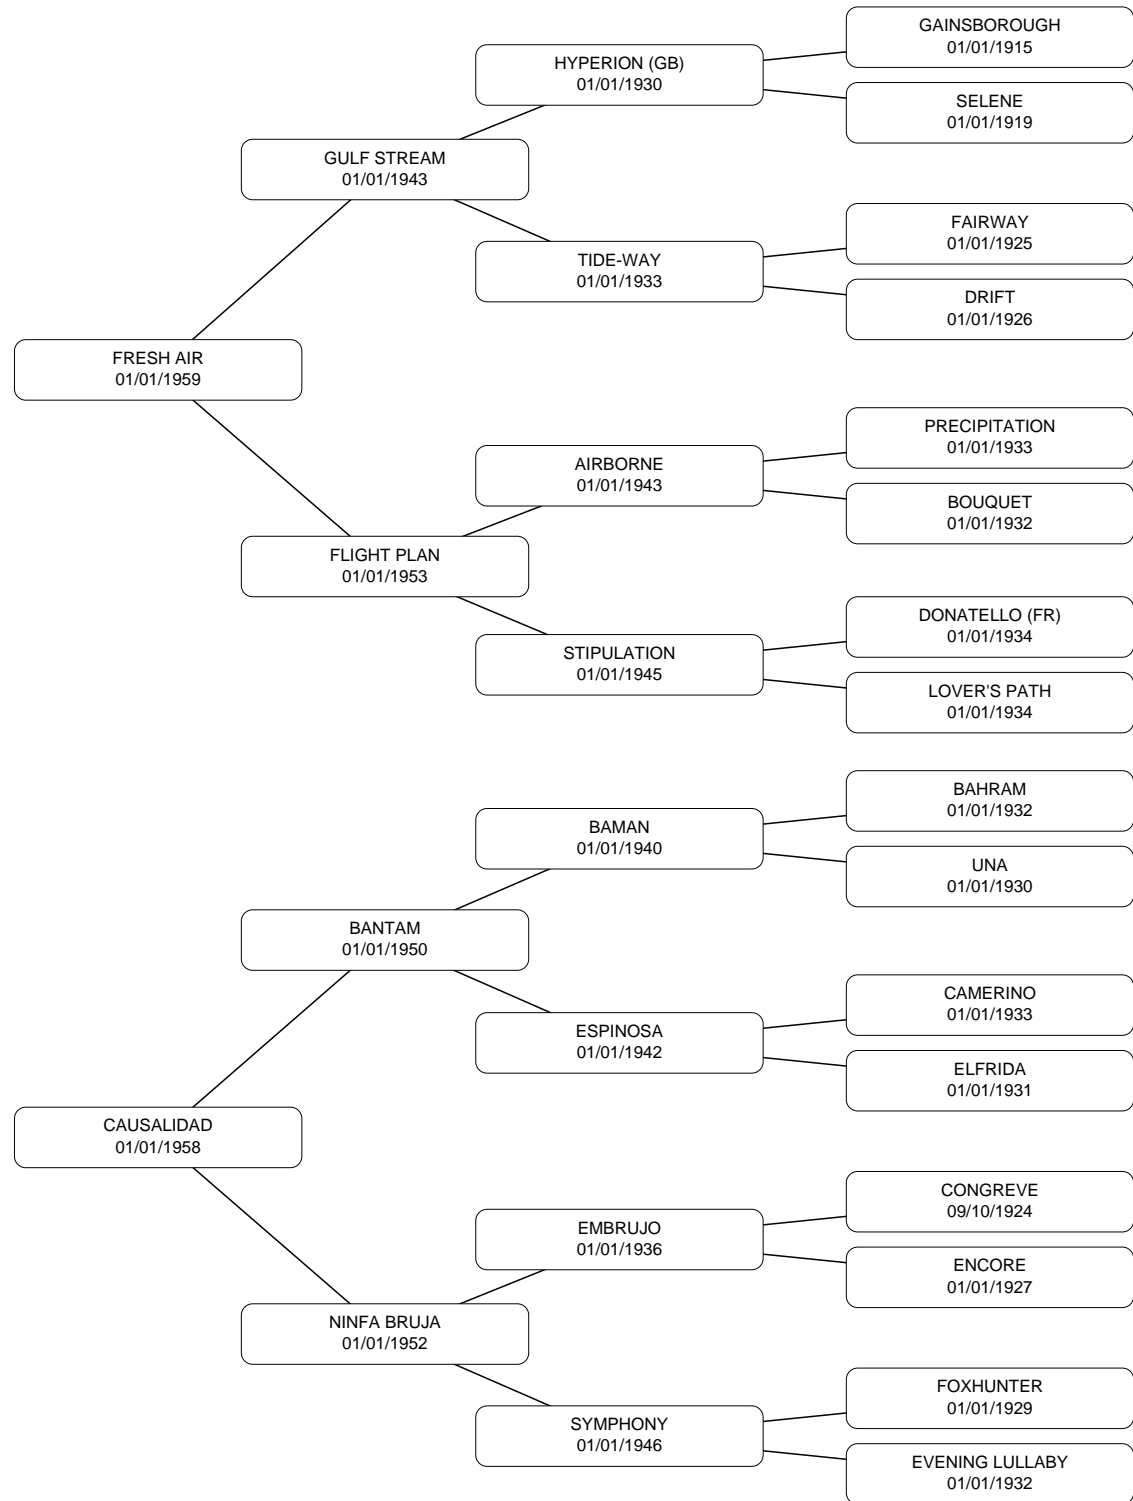 GAINSBOROUGH
01/01/1915
HYPERION (GB)
01/01/1930
SELENE
01/01/1919
GULF STREAM
01/01/1943
FAIRWAY
01/01/1925
TIDE-WAY
01/01/1933
DRIFT
01/01/1926
FRESH AIR
01/01/1959
PRECIPITATION
01/01/1933
AIRBORNE
01/01/1943
BOUQUET
01/01/1932
FLIGHT PLAN
01/01/1953
DONATELLO (FR)
01/01/1934
STIPULATION
01/01/1945
LOVER'S PATH
01/01/1934
BAHRAM
01/01/1932
BAMAN
01/01/1940
UNA
01/01/1930
BANTAM
01/01/1950
CAMERINO
01/01/1933
ESPINOSA
01/01/1942
ELFRIDA
01/01/1931
CAUSALIDAD
01/01/1958
CONGREVE
09/10/1924
EMBRUJO
01/01/1936
ENCORE
01/01/1927
NINFA BRUJA
01/01/1952
FOXHUNTER
01/01/1929
SYMPHONY
01/01/1946
EVENING LULLABY
01/01/1932